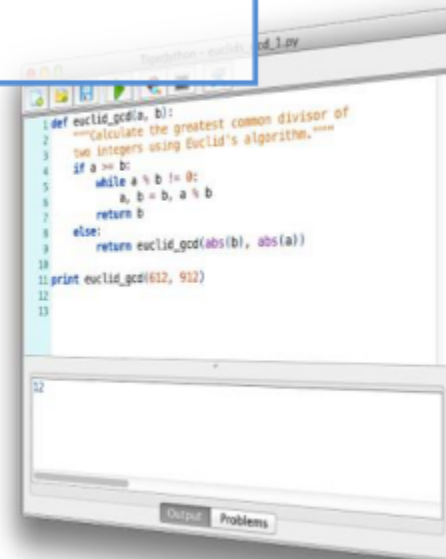 TigerJython - euclids_gcd_1.py
1 def euclid_gcd(a, b):
2 """Calculate the greatest common divisor of
3 two integers using Euclid's algorithm."""
4 if a >= b:
5 while a % b != 0:
6 a, b = b, a % b
7 return b
8 else:
9 return euclid_gcd(abs(b), abs(a))
10
11 print euclid_gcd(612, 912)
12
13
12
Output Problems